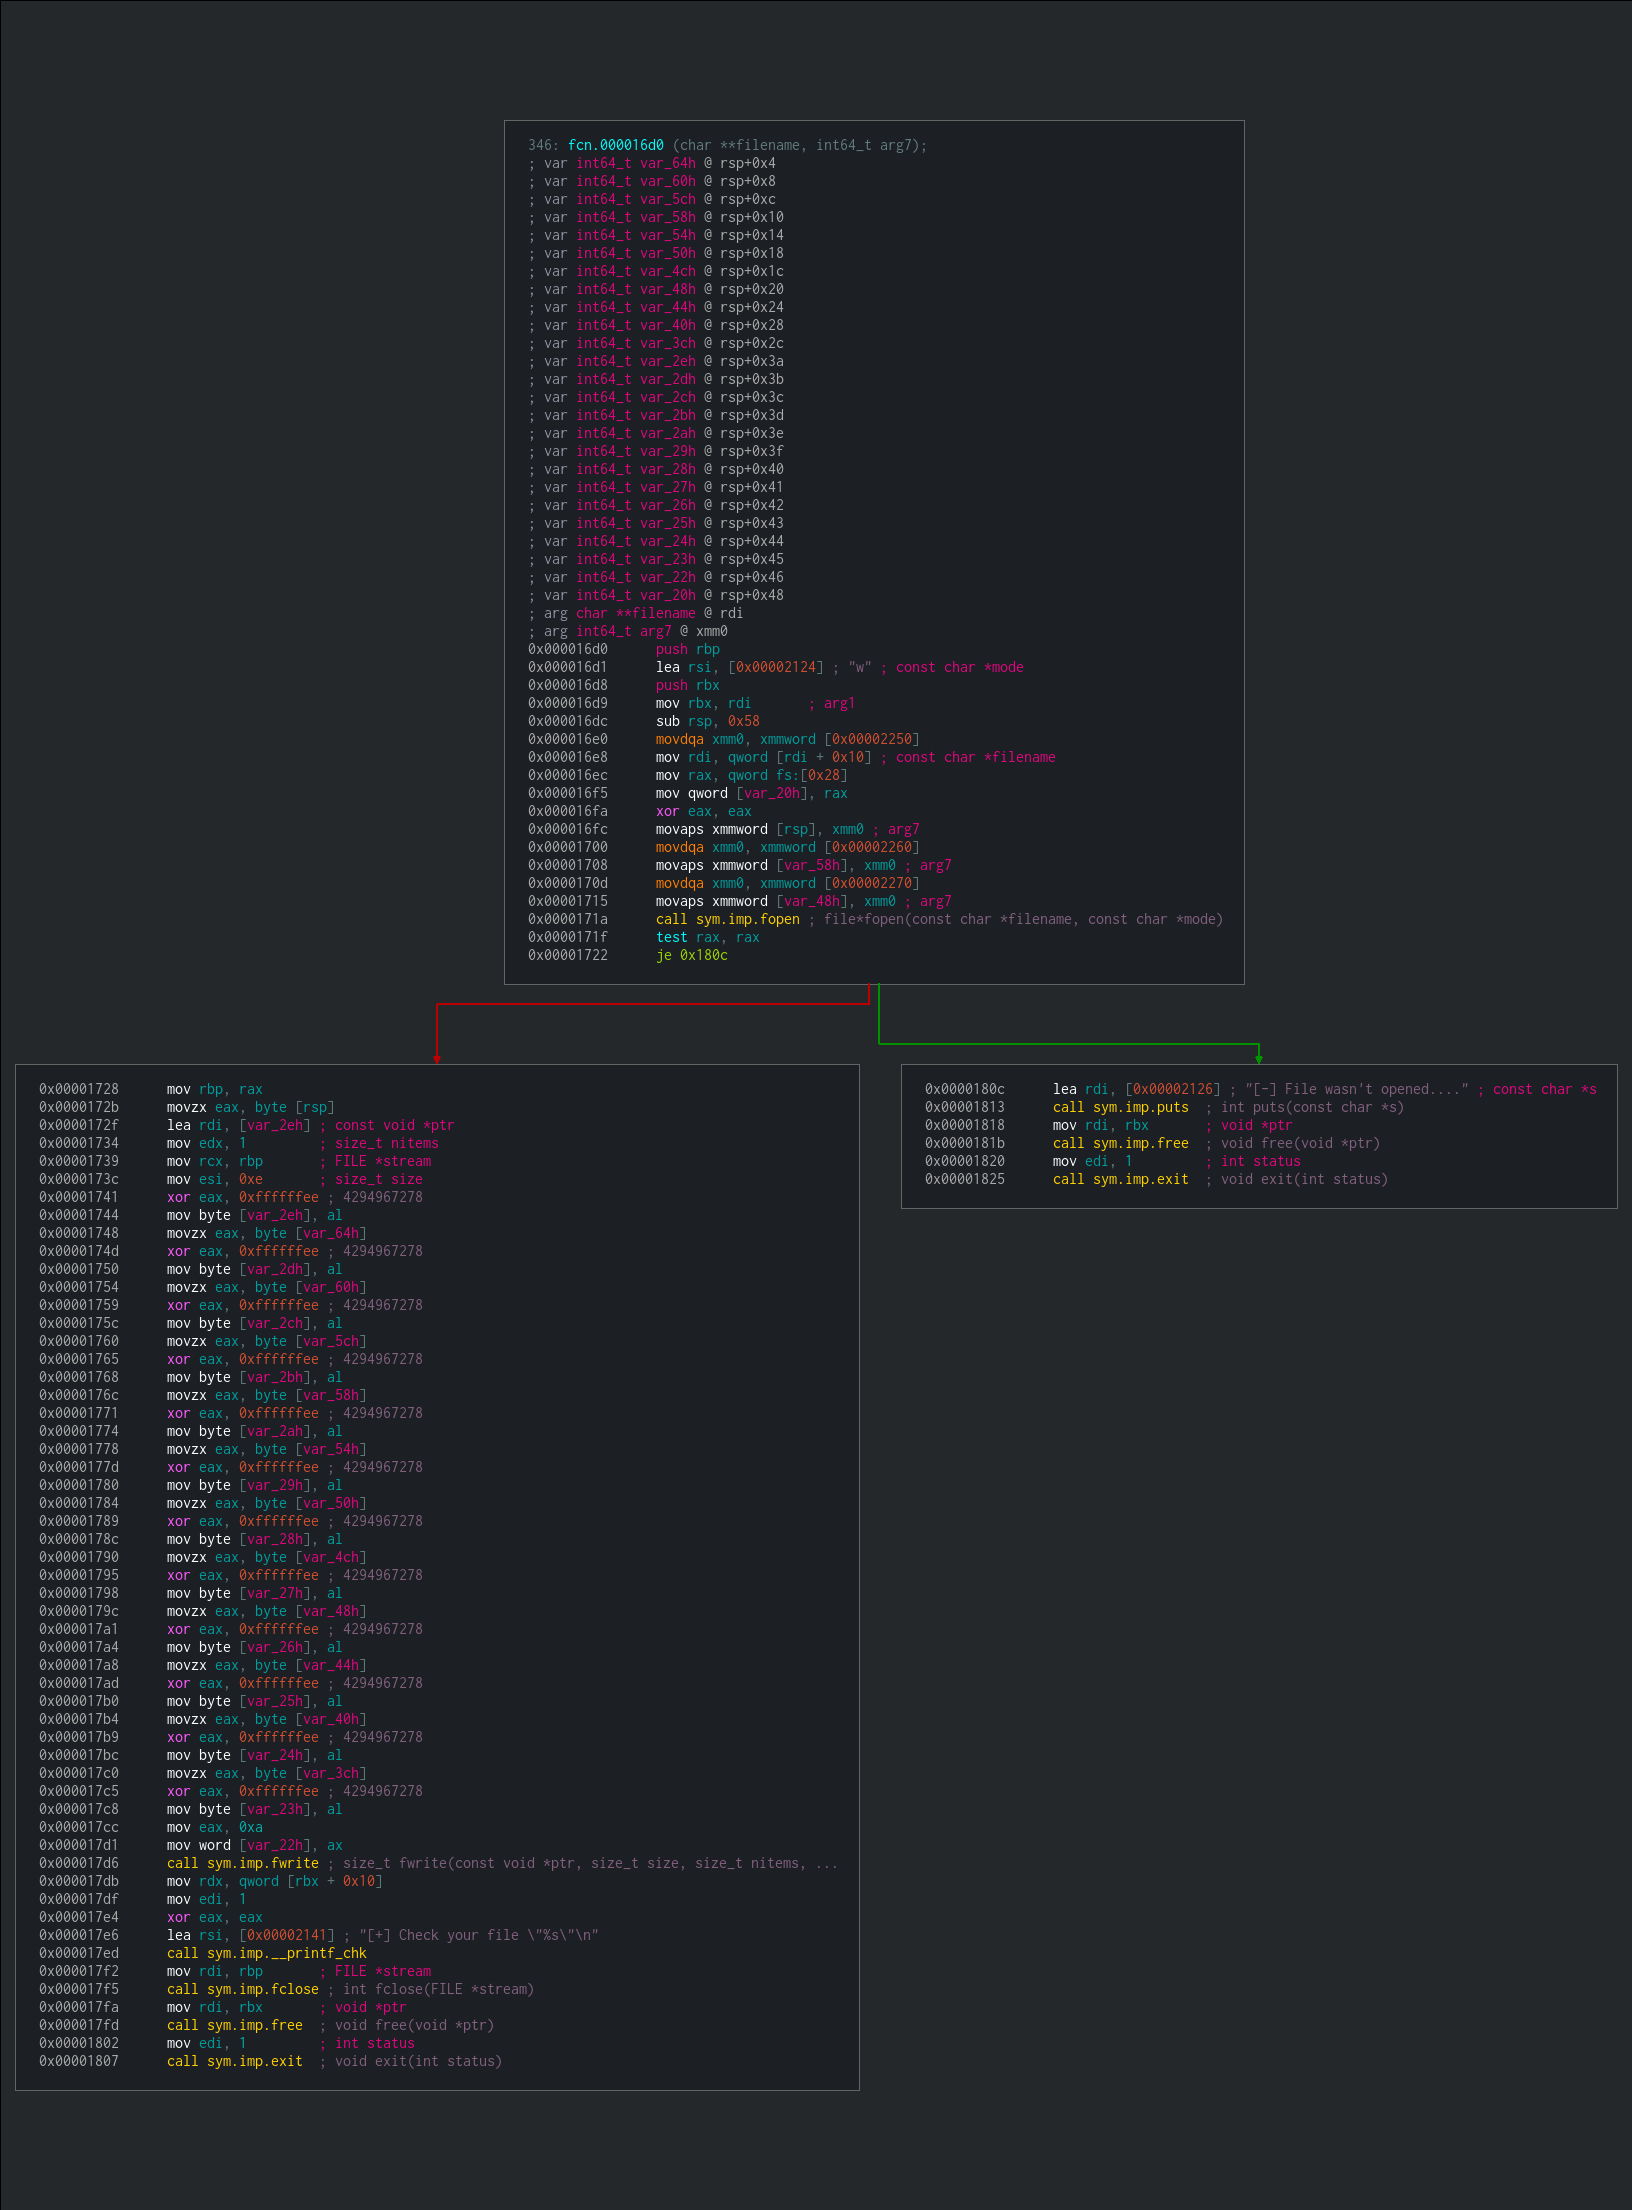 346: fcn.000016d0 (char **filename, int64_t arg7);
; var int64_t var_64h @ rsp+0x4
; var int64_t var_60h @ rsp+0x8
; var int64_t var_5ch @ rsp+0xc
; var int64_t var_58h @ rsp+0x10
; var int64_t var_54h @ rsp+0x14
; var int64_t var_50h @ rsp+0x18
; var int64_t var_4ch @ rsp+0x1c
; var int64_t var_48h @ rsp+0x20
; var int64_t var_44h @ rsp+0x24
; var int64_t var_40h @ rsp+0x28
; var int64_t var_3ch @ rsp+0x2c
; var int64_t var_2eh @ rsp+0x3a
; var int64_t var_2dh @ rsp+0x3b
; var int64_t var_2ch @ rsp+0x3c
; var int64_t var_2bh @ rsp+0x3d
; var int64_t var_2ah @ rsp+0x3e
; var int64_t var_29h @ rsp+0x3f
; var int64_t var_28h @ rsp+0x40
; var int64_t var_27h @ rsp+0x41
; var int64_t var_26h @ rsp+0x42
; var int64_t var_25h @ rsp+0x43
; var int64_t var_24h @ rsp+0x44
; var int64_t var_23h @ rsp+0x45
; var int64_t var_22h @ rsp+0x46
; var int64_t var_20h @ rsp+0x48
; arg char **filename @ rdi
; arg int64_t arg7 @ xmm0
0x000016d0 push rbp
0x000016d1 lea rsi, [0x00002124] ; "w" ; const char *mode
0x000016d8 push rbx
0x000016d9 mov rbx, rdi ; arg1
0x000016dc sub rsp, 0x58
0x000016e0 movdqa xmm0, xmmword [0x00002250]
0x000016e8 mov rdi, qword [rdi + 0x10] ; const char *filename
0x000016ec mov rax, qword fs:[0x28]
0x000016f5 mov qword [var_20h], rax
0x000016fa xor eax, eax
0x000016fc movaps xmmword [rsp], xmm0 ; arg7
0x00001700 movdqa xmm0, xmmword [0x00002260]
0x00001708 movaps xmmword [var_58h], xmm0 ; arg7
0x0000170d movdqa xmm0, xmmword [0x00002270]
0x00001715 movaps xmmword [var_48h], xmm0 ; arg7
0x0000171a call sym.imp.fopen ; file*fopen(const char *filename, const char *mode)
0x0000171f test rax, rax
0x00001722 je 0x180c
0x00001728 mov rbp, rax
0x0000172b movzx eax, byte [rsp]
0x0000172f lea rdi, [var_2eh] ; const void *ptr
0x00001734 mov edx, 1 ; size_t nitems
0x00001739 mov rcx, rbp ; FILE *stream
0x0000173c mov esi, 0xe ; size_t size
0x00001741 xor eax, 0xffffffee ; 4294967278
0x00001744 mov byte [var_2eh], al
0x00001748 movzx eax, byte [var_64h]
0x0000174d xor eax, 0xffffffee ; 4294967278
0x00001750 mov byte [var_2dh], al
0x00001754 movzx eax, byte [var_60h]
0x00001759 xor eax, 0xffffffee ; 4294967278
0x0000175c mov byte [var_2ch], al
0x00001760 movzx eax, byte [var_5ch]
0x00001765 xor eax, 0xffffffee ; 4294967278
0x00001768 mov byte [var_2bh], al
0x0000176c movzx eax, byte [var_58h]
0x00001771 xor eax, 0xffffffee ; 4294967278
0x00001774 mov byte [var_2ah], al
0x00001778 movzx eax, byte [var_54h]
0x0000177d xor eax, 0xffffffee ; 4294967278
0x00001780 mov byte [var_29h], al
0x00001784 movzx eax, byte [var_50h]
0x00001789 xor eax, 0xffffffee ; 4294967278
0x0000178c mov byte [var_28h], al
0x00001790 movzx eax, byte [var_4ch]
0x00001795 xor eax, 0xffffffee ; 4294967278
0x00001798 mov byte [var_27h], al
0x0000179c movzx eax, byte [var_48h]
0x000017a1 xor eax, 0xffffffee ; 4294967278
0x000017a4 mov byte [var_26h], al
0x000017a8 movzx eax, byte [var_44h]
0x000017ad xor eax, 0xffffffee ; 4294967278
0x000017b0 mov byte [var_25h], al
0x000017b4 movzx eax, byte [var_40h]
0x000017b9 xor eax, 0xffffffee ; 4294967278
0x000017bc mov byte [var_24h], al
0x000017c0 movzx eax, byte [var_3ch]
0x000017c5 xor eax, 0xffffffee ; 4294967278
0x000017c8 mov byte [var_23h], al
0x000017cc mov eax, 0xa
0x000017d1 mov word [var_22h], ax
0x000017d6 call sym.imp.fwrite ; size_t fwrite(const void *ptr, size_t size, size_t nitems, ...
0x000017db mov rdx, qword [rbx + 0x10]
0x000017df mov edi, 1
0x000017e4 xor eax, eax
0x000017e6 lea rsi, [0x00002141] ; "[+] Check your file \"%s\"\n"
0x000017ed call sym.imp.__printf_chk
0x000017f2 mov rdi, rbp ; FILE *stream
0x000017f5 call sym.imp.fclose ; int fclose(FILE *stream)
0x000017fa mov rdi, rbx ; void *ptr
0x000017fd call sym.imp.free ; void free(void *ptr)
0x00001802 mov edi, 1 ; int status
0x00001807 call sym.imp.exit ; void exit(int status)
0x0000180c lea rdi, [0x00002126] ; "[-] File wasn't opened...." ; const char *s
0x00001813 call sym.imp.puts ; int puts(const char *s)
0x00001818 mov rdi, rbx ; void *ptr
0x0000181b call sym.imp.free ; void free(void *ptr)
0x00001820 mov edi, 1 ; int status
0x00001825 call sym.imp.exit ; void exit(int status)